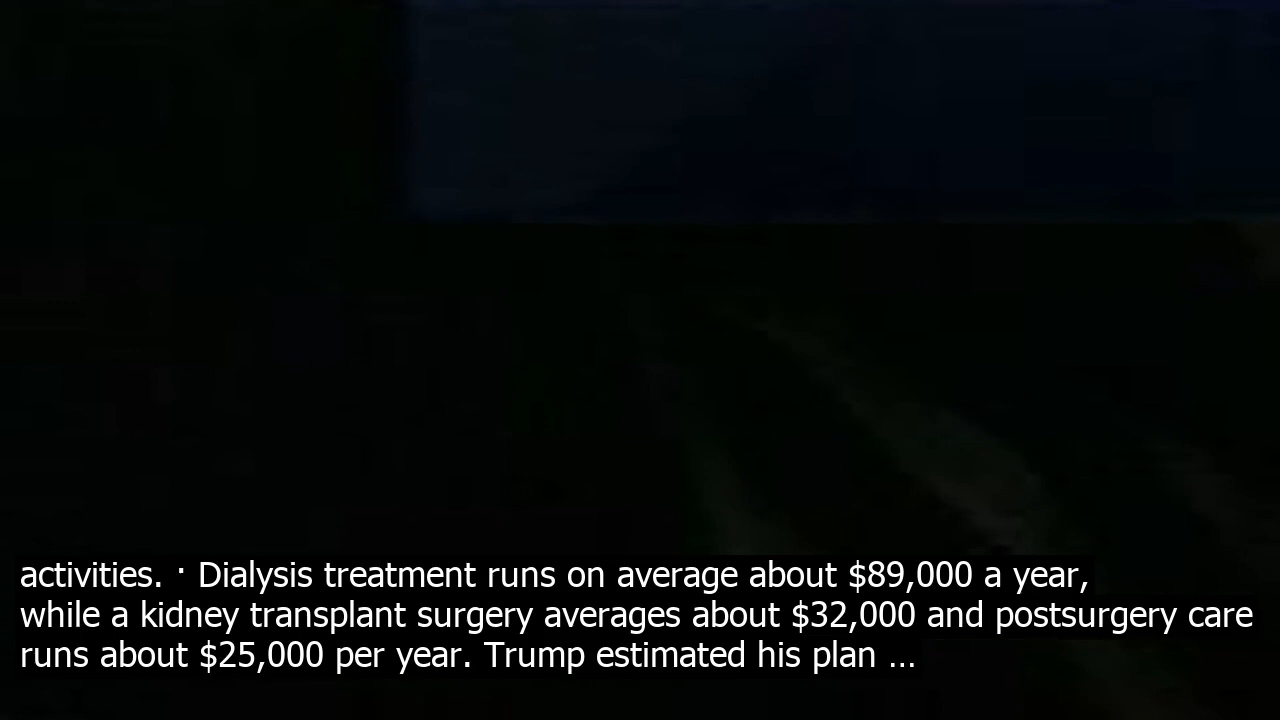 activities. · Dialysis treatment runs on average about $89,000 a year,
while a kidney transplant surgery averages about $32,000 and postsurgery care
runs about $25,000 per year. Trump estimated his plan ...